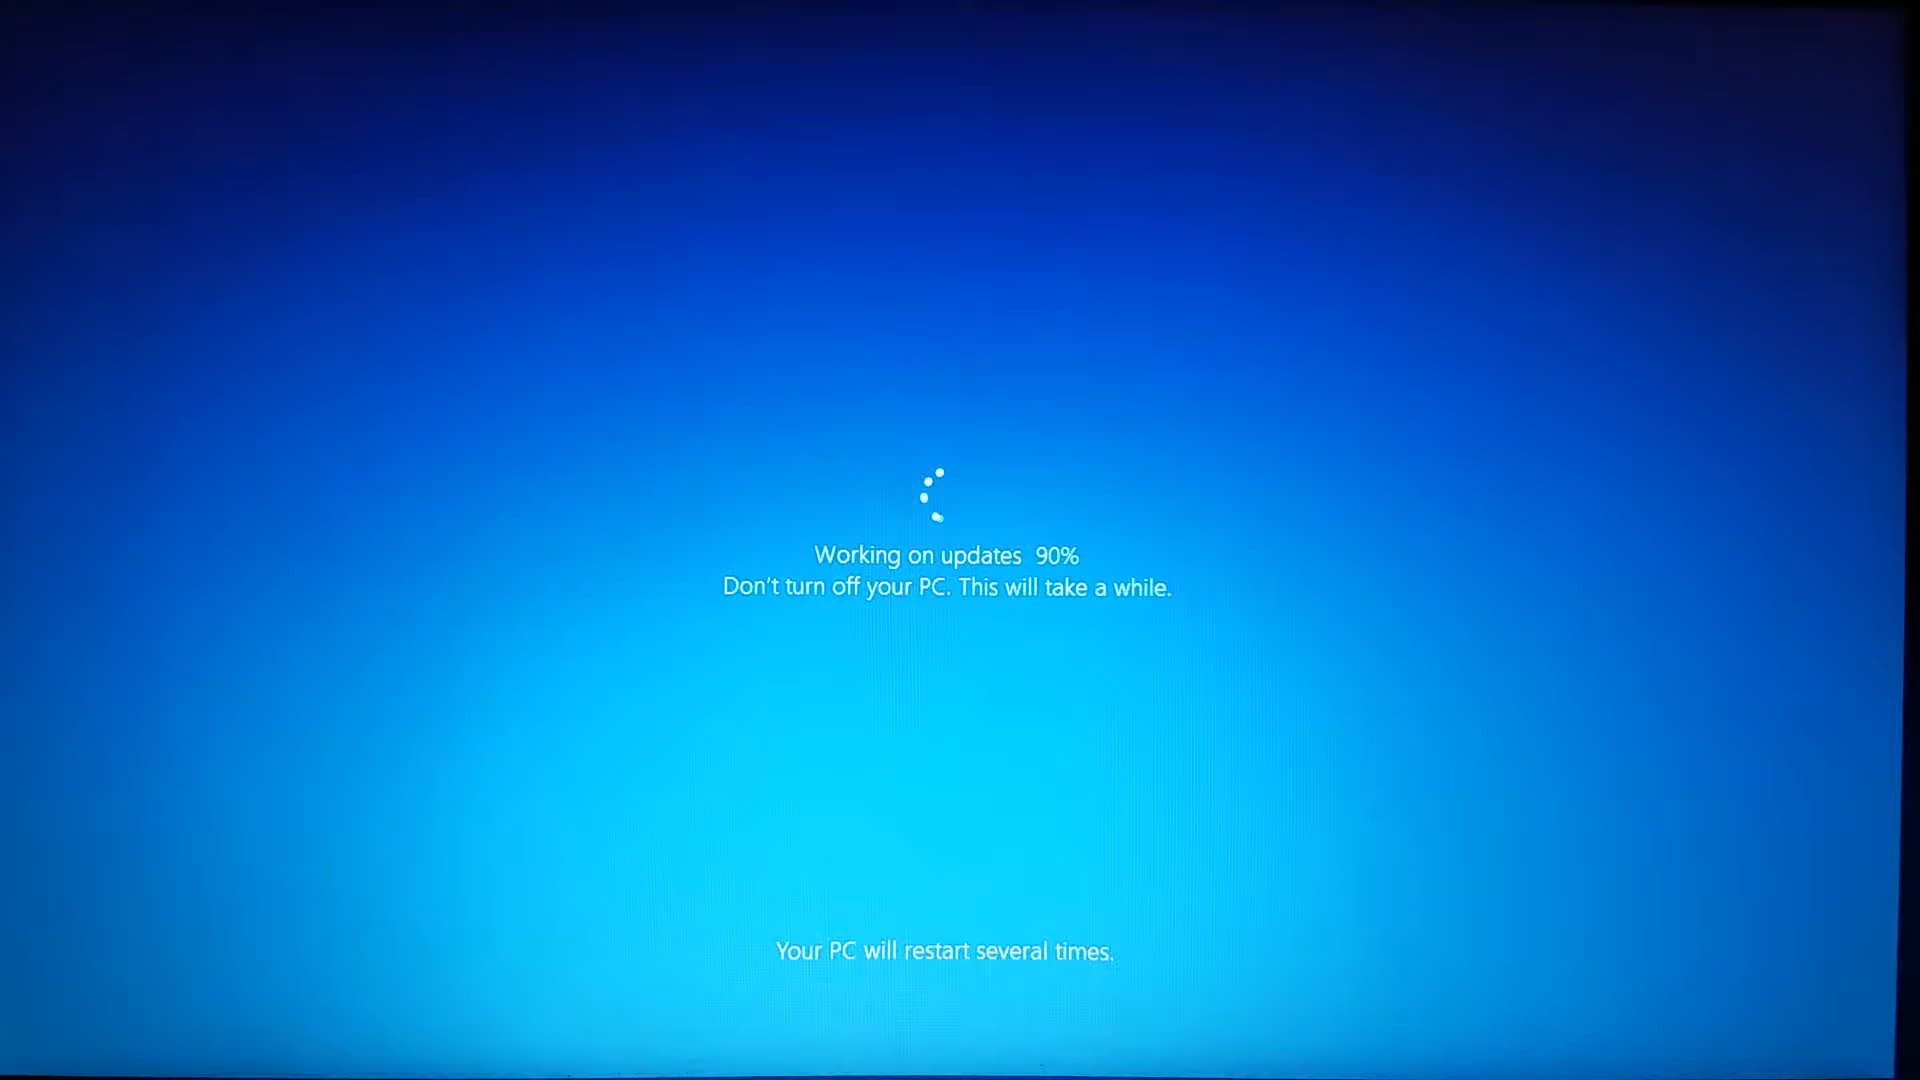 Working on updates 90%
Don't turn off your PC. This will take a while.
Your PC will restart several times.